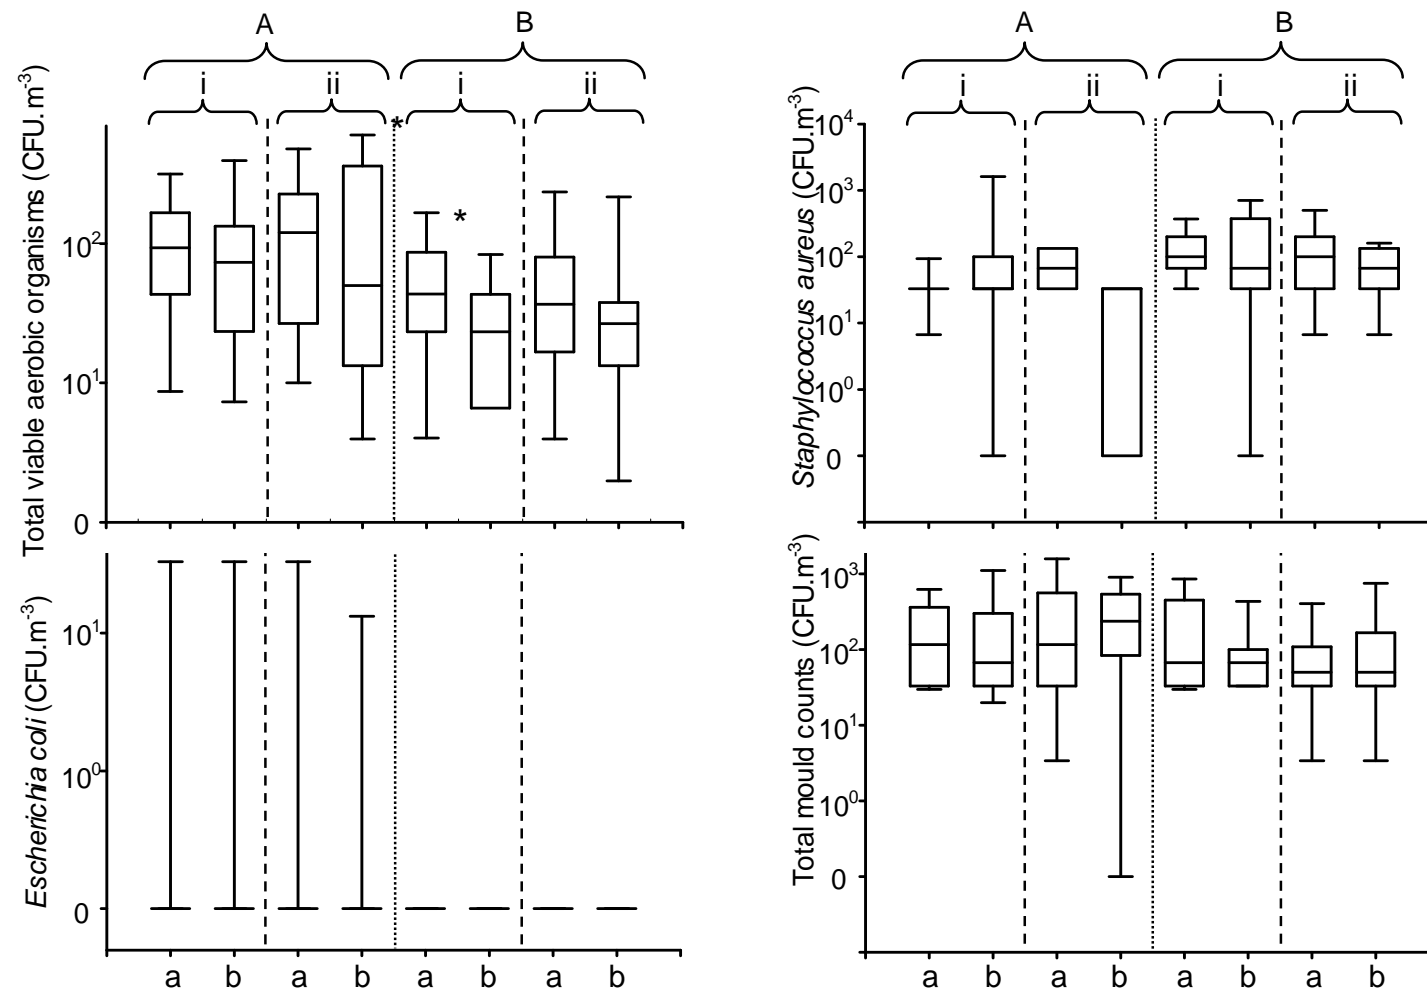 A B
i ii i ii
Total viable aerobic organisms (CFU.m-3)
*
*
10²
10¹
0
Escherichia coli (CFU.m-3)
10¹
10⁰
0
a b a b a b a b
A B
i ii i ii
Staphylococcus aureus (CFU.m-3)
10⁴
10³
10²
10¹
10⁰
0
Total mould counts (CFU.m-3)
10³
10²
10¹
10⁰
0
a b a b a b a b